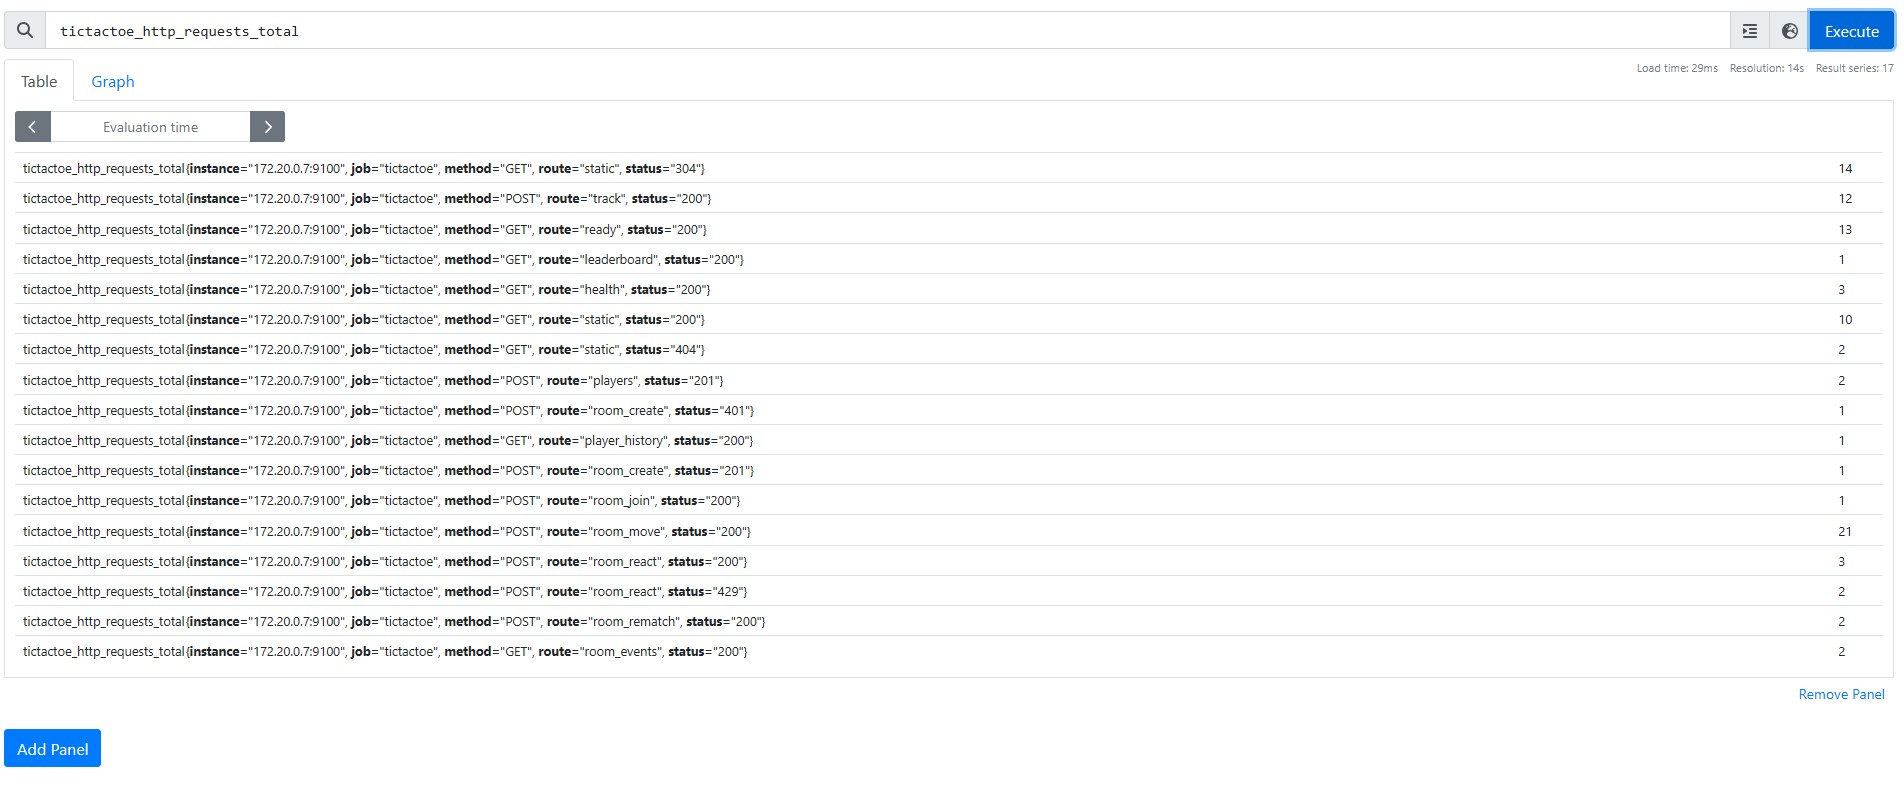 tictactoe_http_requests_total
Execute
Table Graph
Load time: 29ms Resolution: 14s Result series: 17
Evaluation time
tictactoe_http_requests_total{instance="172.20.0.7:9100", job="tictactoe", method="GET", route="static", status="304"} 14
tictactoe_http_requests_total{instance="172.20.0.7:9100", job="tictactoe", method="POST", route="track", status="200"} 12
tictactoe_http_requests_total{instance="172.20.0.7:9100", job="tictactoe", method="GET", route="ready", status="200"} 13
tictactoe_http_requests_total{instance="172.20.0.7:9100", job="tictactoe", method="GET", route="leaderboard", status="200"} 1
tictactoe_http_requests_total{instance="172.20.0.7:9100", job="tictactoe", method="GET", route="health", status="200"} 3
tictactoe_http_requests_total{instance="172.20.0.7:9100", job="tictactoe", method="GET", route="static", status="200"} 10
tictactoe_http_requests_total{instance="172.20.0.7:9100", job="tictactoe", method="GET", route="static", status="404"} 2
tictactoe_http_requests_total{instance="172.20.0.7:9100", job="tictactoe", method="POST", route="players", status="201"} 2
tictactoe_http_requests_total{instance="172.20.0.7:9100", job="tictactoe", method="POST", route="room_create", status="401"} 1
tictactoe_http_requests_total{instance="172.20.0.7:9100", job="tictactoe", method="GET", route="player_history", status="200"} 1
tictactoe_http_requests_total{instance="172.20.0.7:9100", job="tictactoe", method="POST", route="room_create", status="201"} 1
tictactoe_http_requests_total{instance="172.20.0.7:9100", job="tictactoe", method="POST", route="room_join", status="200"} 1
tictactoe_http_requests_total{instance="172.20.0.7:9100", job="tictactoe", method="POST", route="room_move", status="200"} 21
tictactoe_http_requests_total{instance="172.20.0.7:9100", job="tictactoe", method="POST", route="room_react", status="200"} 3
tictactoe_http_requests_total{instance="172.20.0.7:9100", job="tictactoe", method="POST", route="room_react", status="429"} 2
tictactoe_http_requests_total{instance="172.20.0.7:9100", job="tictactoe", method="POST", route="room_rematch", status="200"} 2
tictactoe_http_requests_total{instance="172.20.0.7:9100", job="tictactoe", method="GET", route="room_events", status="200"} 2
Remove Panel
Add Panel